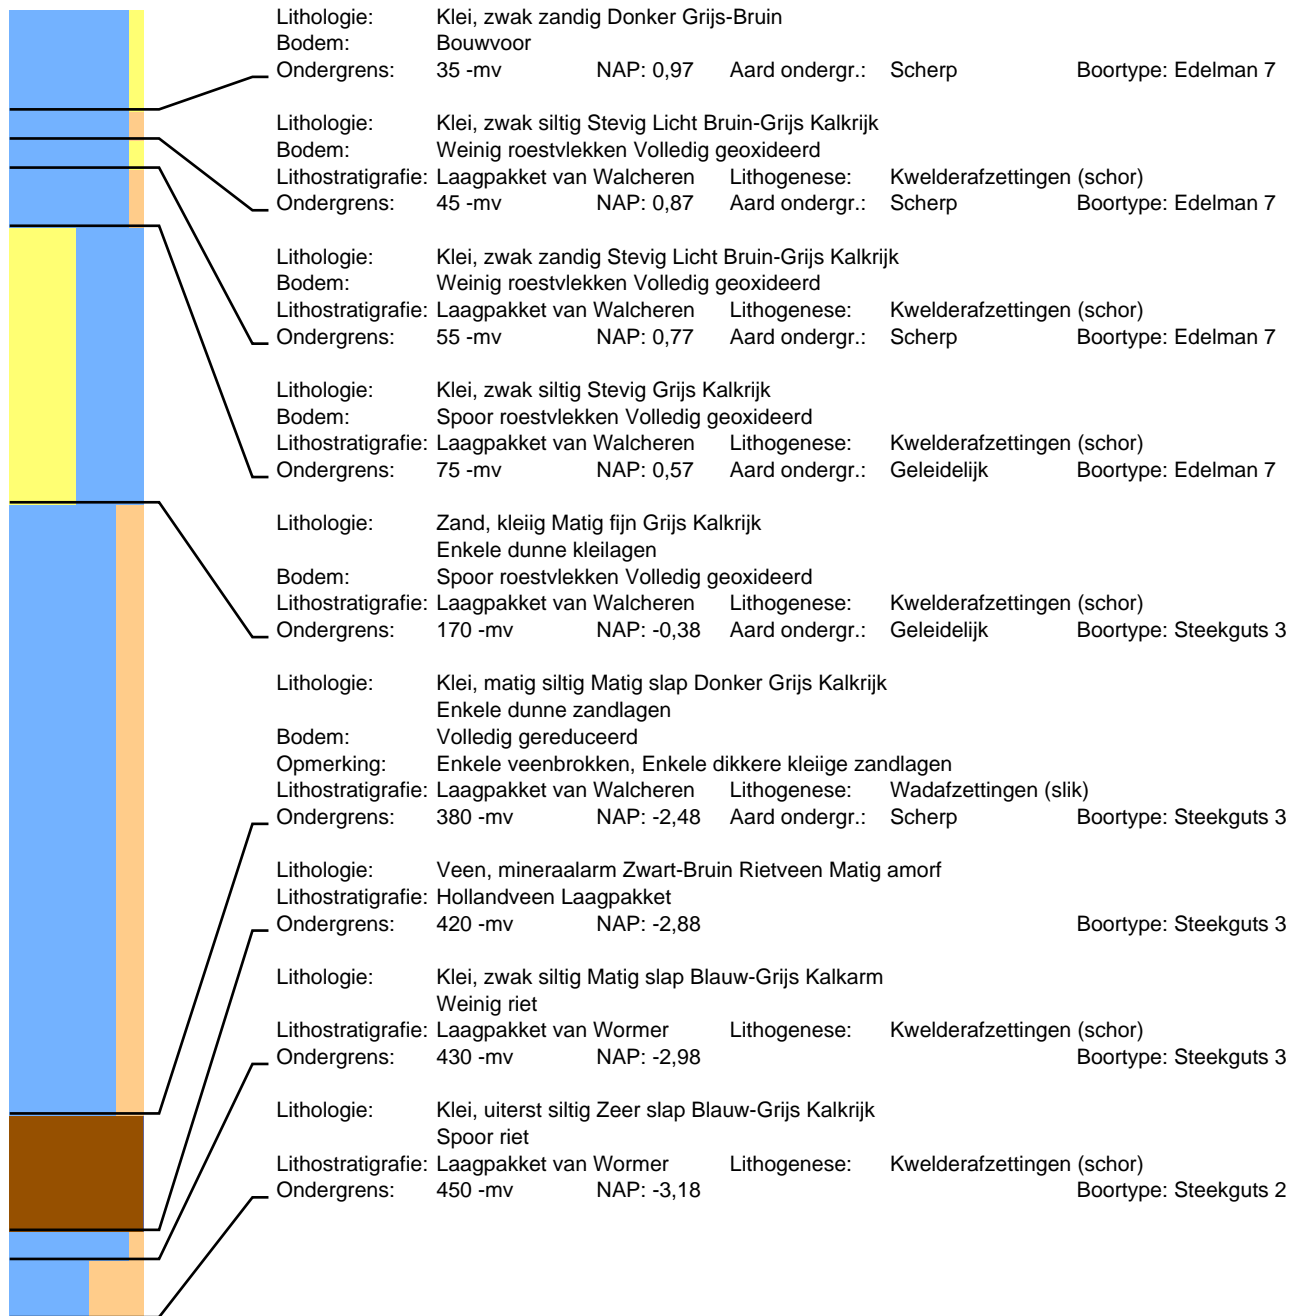 Lithologie: Klei, zwak zandig Donker Grijs-Bruin
Bodem: Bouwvoor
Ondergrens: 35 -mv NAP: 0,97 Aard ondergr.: Scherp Boortype: Edelman 7
Lithologie: Klei, zwak siltig Stevig Licht Bruin-Grijs Kalkrijk
Bodem: Weinig roestvlekken Volledig geoxideerd
Lithostratigrafie: Laagpakket van Walcheren Lithogenese: Kwelderafzettingen (schor)
Ondergrens: 45 -mv NAP: 0,87 Aard ondergr.: Scherp Boortype: Edelman 7
Lithologie: Klei, zwak zandig Stevig Licht Bruin-Grijs Kalkrijk
Bodem: Weinig roestvlekken Volledig geoxideerd
Lithostratigrafie: Laagpakket van Walcheren Lithogenese: Kwelderafzettingen (schor)
Ondergrens: 55 -mv NAP: 0,77 Aard ondergr.: Scherp Boortype: Edelman 7
Lithologie: Klei, zwak siltig Stevig Grijs Kalkrijk
Bodem: Spoor roestvlekken Volledig geoxideerd
Lithostratigrafie: Laagpakket van Walcheren Lithogenese: Kwelderafzettingen (schor)
Ondergrens: 75 -mv NAP: 0,57 Aard ondergr.: Geleidelijk Boortype: Edelman 7
Lithologie: Zand, kleiig Matig fijn Grijs Kalkrijk
Enkele dunne kleilagen
Bodem: Spoor roestvlekken Volledig geoxideerd
Lithostratigrafie: Laagpakket van Walcheren Lithogenese: Kwelderafzettingen (schor)
Ondergrens: 170 -mv NAP: -0,38 Aard ondergr.: Geleidelijk Boortype: Steekguts 3
Lithologie: Klei, matig siltig Matig slap Donker Grijs Kalkrijk
Enkele dunne zandlagen
Bodem: Volledig gereduceerd
Opmerking: Enkele veenbrokken, Enkele dikkere kleiige zandlagen
Lithostratigrafie: Laagpakket van Walcheren Lithogenese: Wadafzettingen (slik)
Ondergrens: 380 -mv NAP: -2,48 Aard ondergr.: Scherp Boortype: Steekguts 3
Lithologie: Veen, mineraalarm Zwart-Bruin Rietveen Matig amorf
Lithostratigrafie: Hollandveen Laagpakket
Ondergrens: 420 -mv NAP: -2,88 Boortype: Steekguts 3
Lithologie: Klei, zwak siltig Matig slap Blauw-Grijs Kalkarm
Weinig riet
Lithostratigrafie: Laagpakket van Wormer Lithogenese: Kwelderafzettingen (schor)
Ondergrens: 430 -mv NAP: -2,98 Boortype: Steekguts 3
Lithologie: Klei, uiterst siltig Zeer slap Blauw-Grijs Kalkrijk
Spoor riet
Lithostratigrafie: Laagpakket van Wormer Lithogenese: Kwelderafzettingen (schor)
Ondergrens: 450 -mv NAP: -3,18 Boortype: Steekguts 2